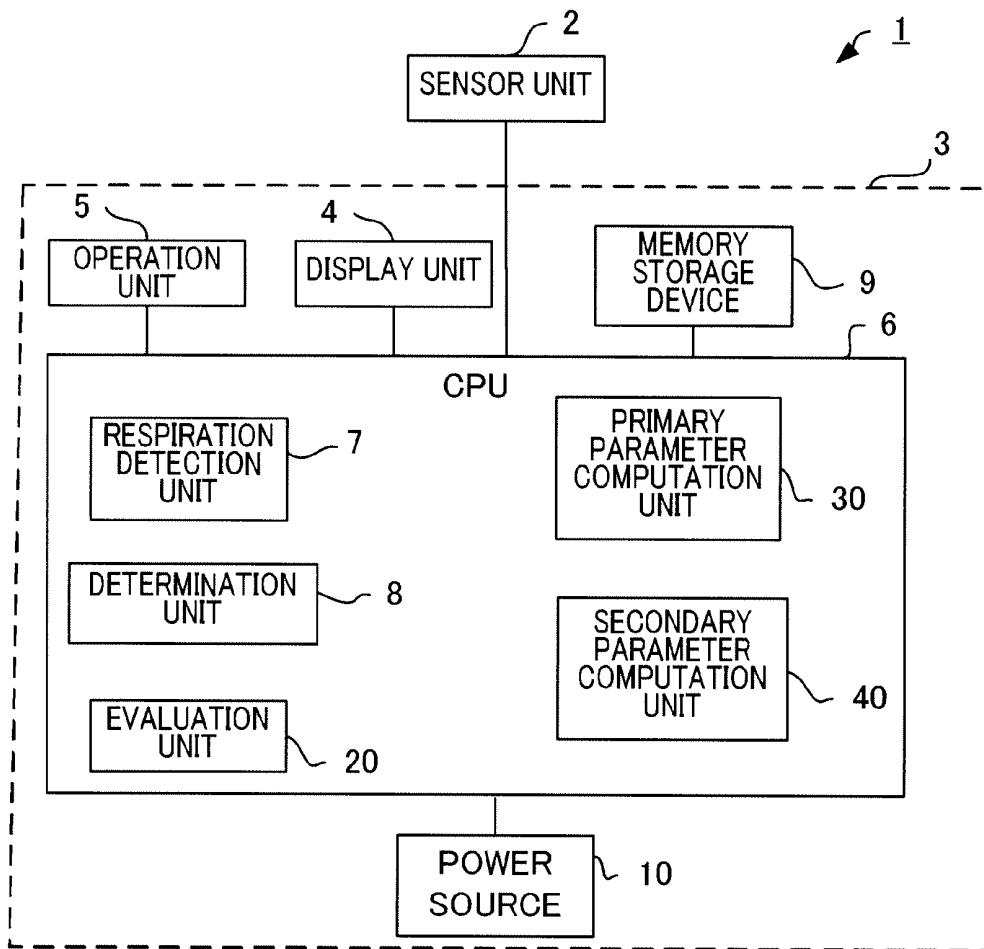 2
1
SENSOR UNIT
3
5
4
OPERATION
UNIT
DISPLAY UNIT
MEMORY
STORAGE
DEVICE
9
6
CPU
RESPIRATION
DETECTION
UNIT
7
PRIMARY
PARAMETER
COMPUTATION
UNIT
30
DETERMINATION
UNIT
8
SECONDARY
PARAMETER
COMPUTATION
UNIT
40
EVALUATION
UNIT
20
POWER
SOURCE
10